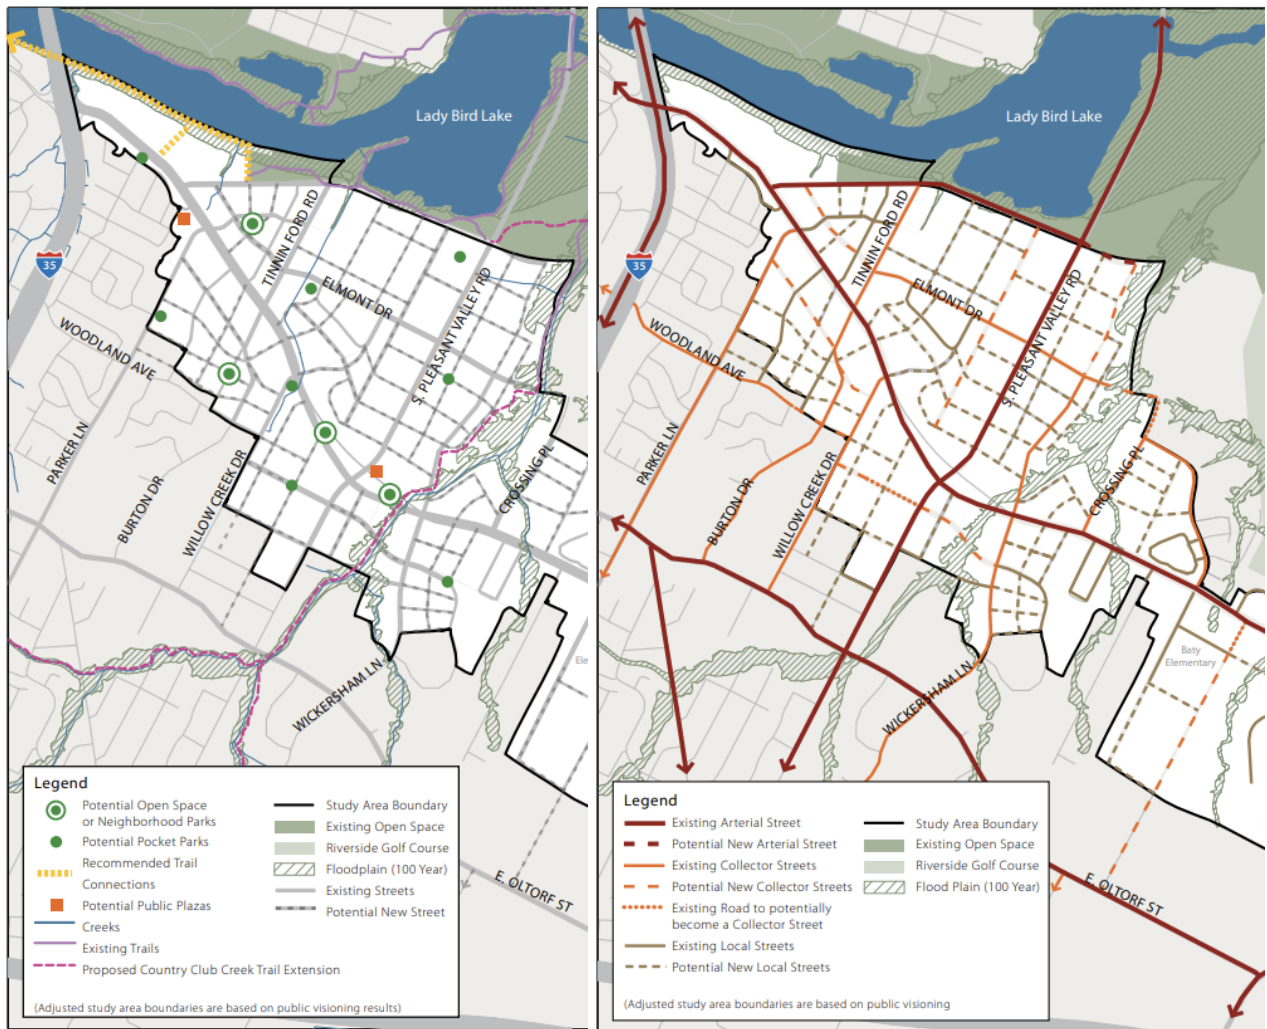 Lady Bird Lake
TINNIN FORD RD
35
ELMONT DR
S. PLEASANT VALLEY RD
WOODLAND AVE
PARKER LN
BURTON DR
WILLOW CREEK DR
CROSSING PL
WICKERSHAM LN
Ele
E. OLTORF ST
Legend
Potential Open Space
or Neighborhood Parks
Potential Pocket Parks
Recommended Trail
Connections
Potential Public Plazas
Creeks
Existing Trails
Proposed Country Club Creek Trail Extension
Study Area Boundary
Existing Open Space
Riverside Golf Course
Floodplain (100 Year)
Existing Streets
Potential New Street
(Adjusted study area boundaries are based on public visioning results)
Lady Bird Lake
TINNIN FORD RD
35
ELMONT DR
S. PLEASANT VALLEY RD
WOODLAND AVE
PARKER LN
BURTON DR
WILLOW CREEK DR
CROSSING PL
Baty
Elementary
WICKERSHAM LN
E. OLTORF ST
Legend
Existing Arterial Street
Potential New Arterial Street
Existing Collector Streets
Potential New Collector Streets
Existing Road to potentially
become a Collector Street
Existing Local Streets
Potential New Local Streets
Study Area Boundary
Existing Open Space
Riverside Golf Course
Flood Plain (100 Year)
(Adjusted study area boundaries are based on public visioning